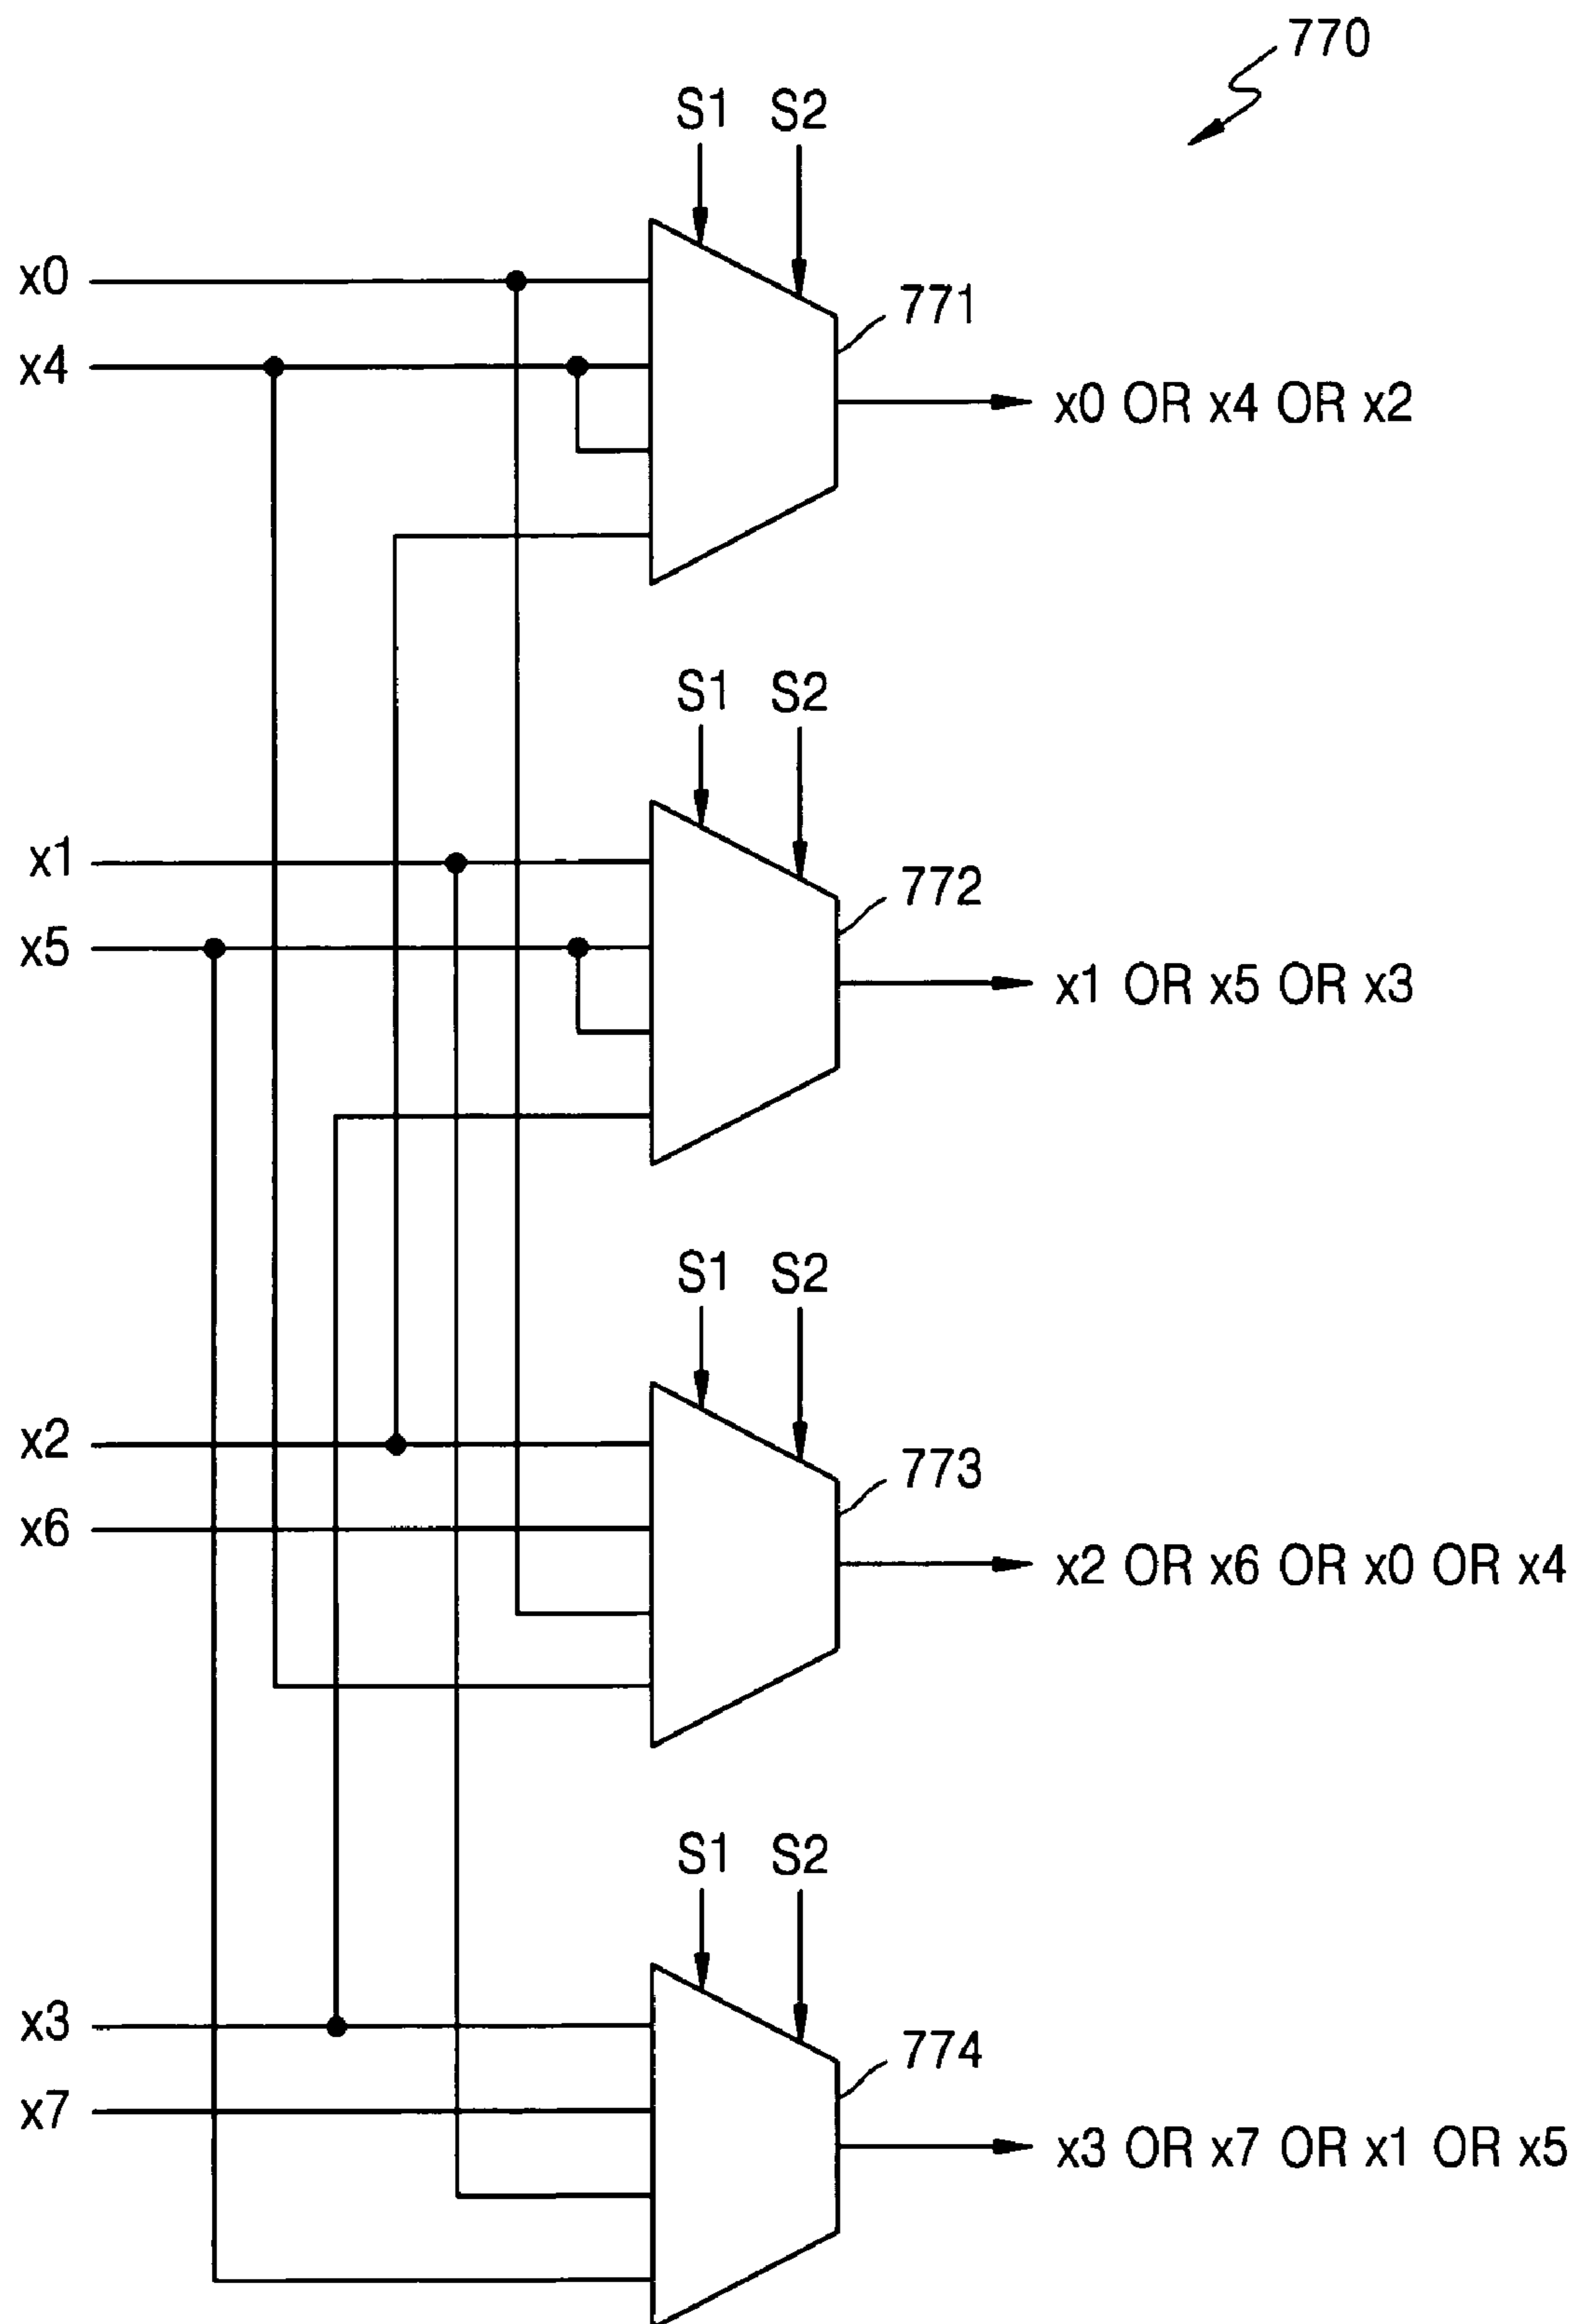 770
S1 S2
x0
771
x4
x0 OR x4 OR x2
S1 S2
x1
772
x5
x1 OR x5 OR x3
S1 S2
x2
773
x6
x2 OR x6 OR x0 OR x4
S1 S2
x3
774
x7
x3 OR x7 OR x1 OR x5